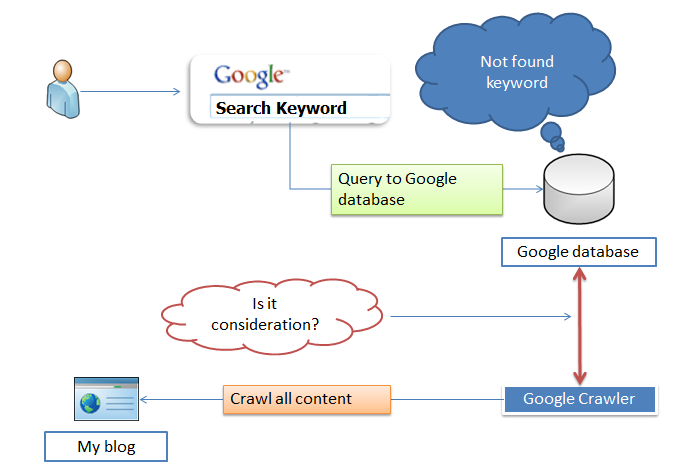 Google™
Search Keyword
Not found
keyword
Query to Google
database
Google database
Is it
consideration?
Crawl all content
Google Crawler
My blog